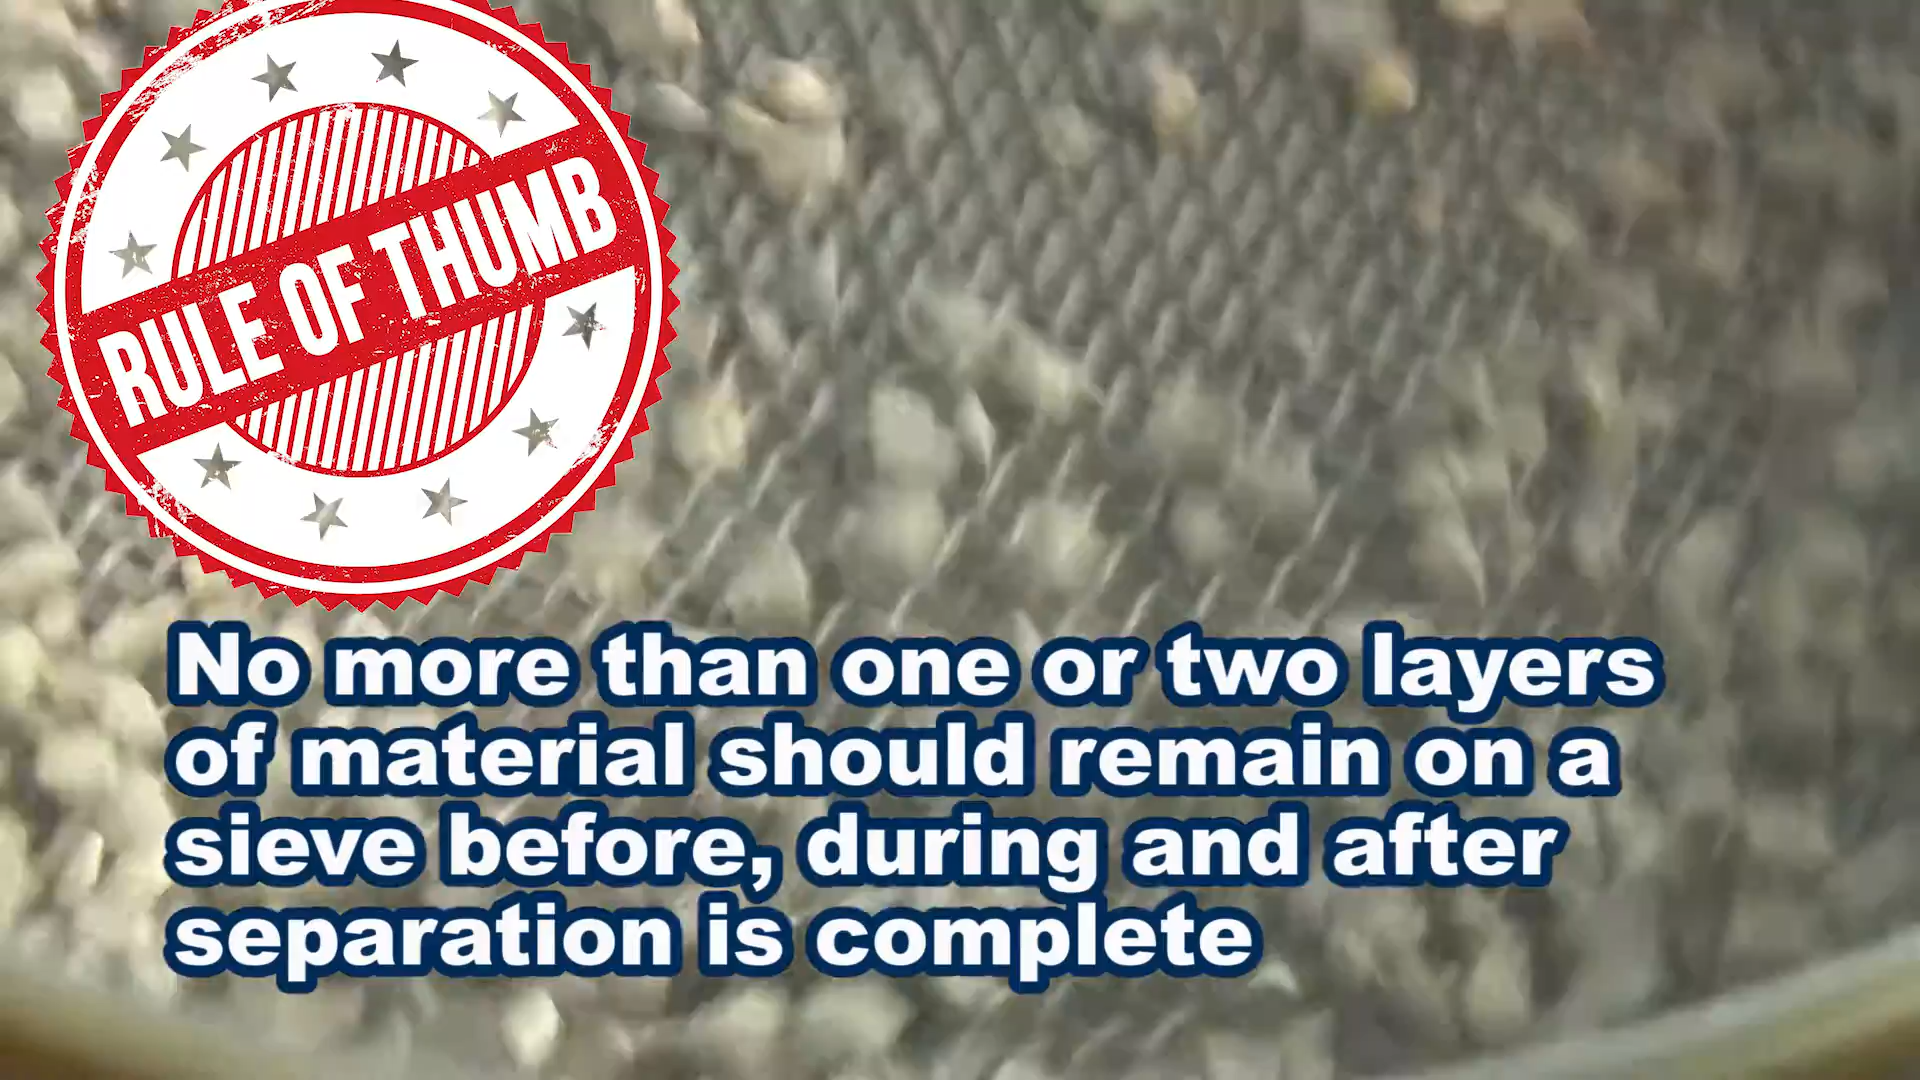 RULE OF THUMB
No more than one or two layers
of material should remain on a
sieve before, during and after
separation is complete